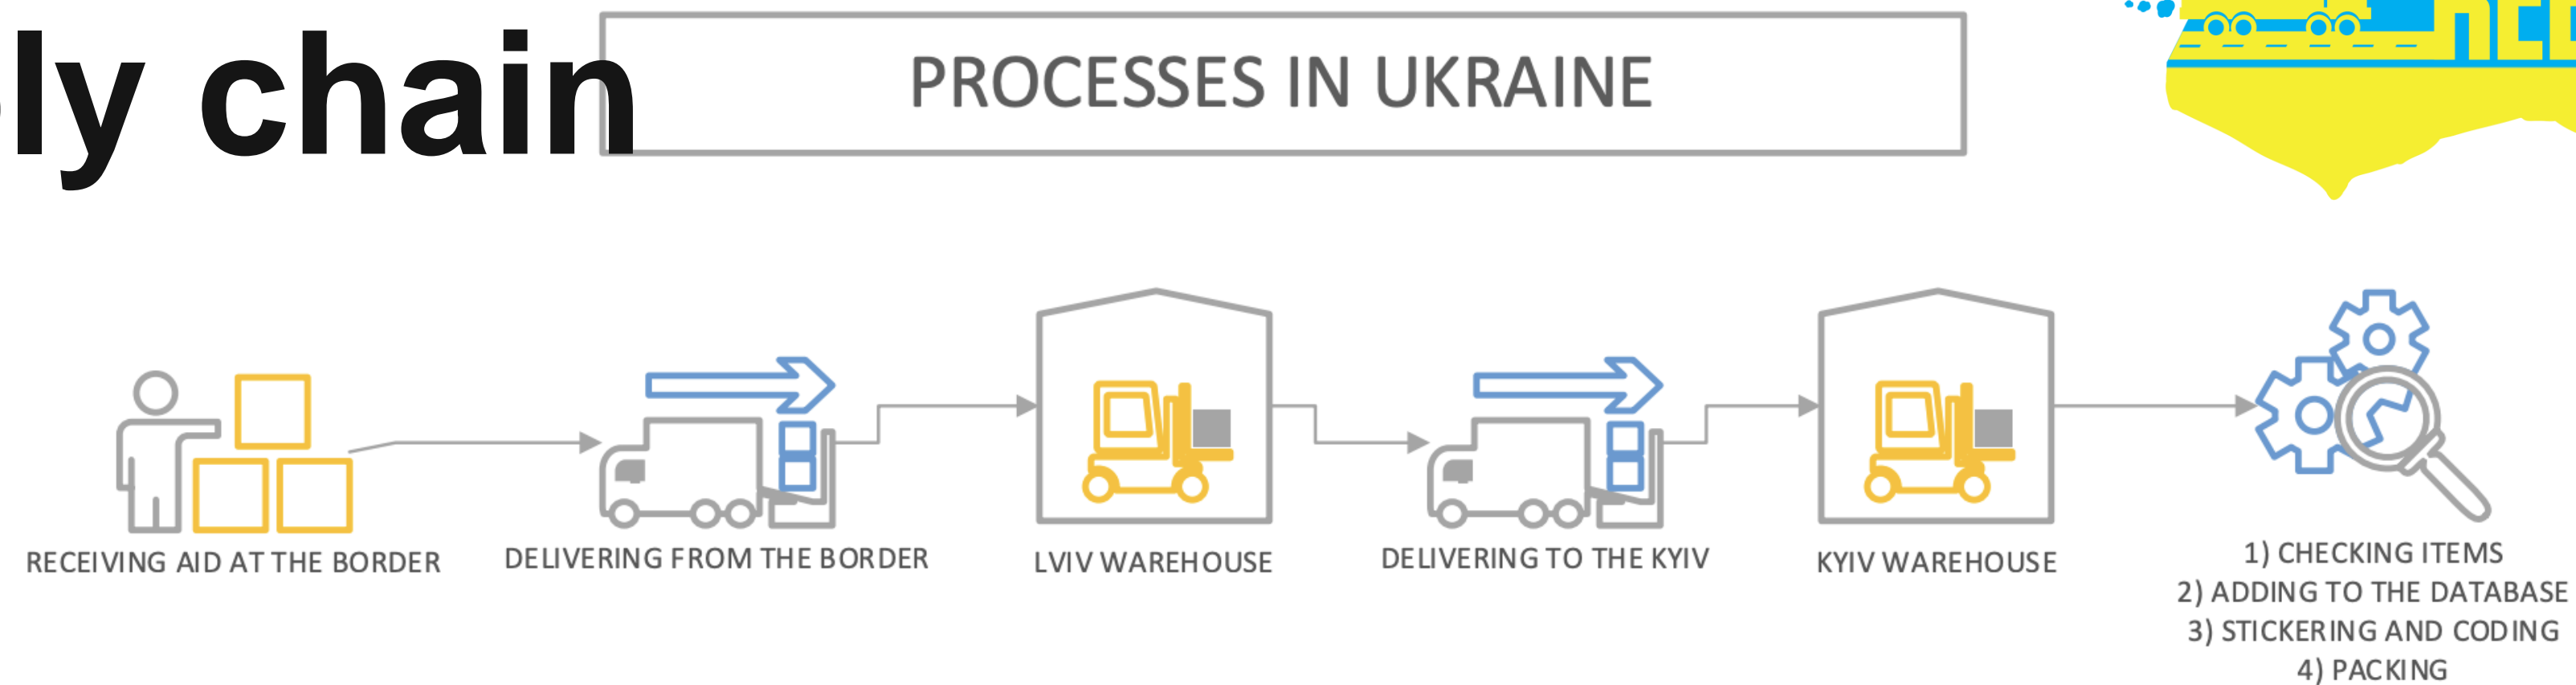 ly chain
PROCESSES IN UKRAINE
RECEIVING AID AT THE BORDER
DELIVERING FROM THE BORDER
LVIV WAREHOUSE
DELIVERING TO THE KYIV
KYIV WAREHOUSE
1) CHECKING ITEMS
2) ADDING TO THE DATABASE
3) STICKERING AND CODING
4) PACKING